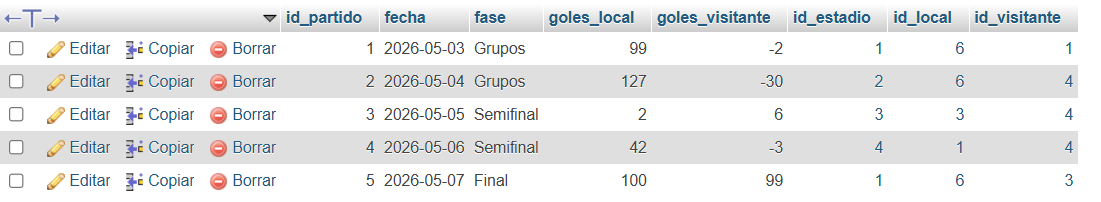 ←T→ id_partido fecha fase goles_local goles_visitante id_estadio id_local id_visitante
Editar Copiar Borrar 1 2026-05-03 Grupos 99 -2 1 6 1
Editar Copiar Borrar 2 2026-05-04 Grupos 127 -30 2 6 4
Editar Copiar Borrar 3 2026-05-05 Semifinal 2 6 3 3 4
Editar Copiar Borrar 4 2026-05-06 Semifinal 42 -3 4 1 4
Editar Copiar Borrar 5 2026-05-07 Final 100 99 1 6 3